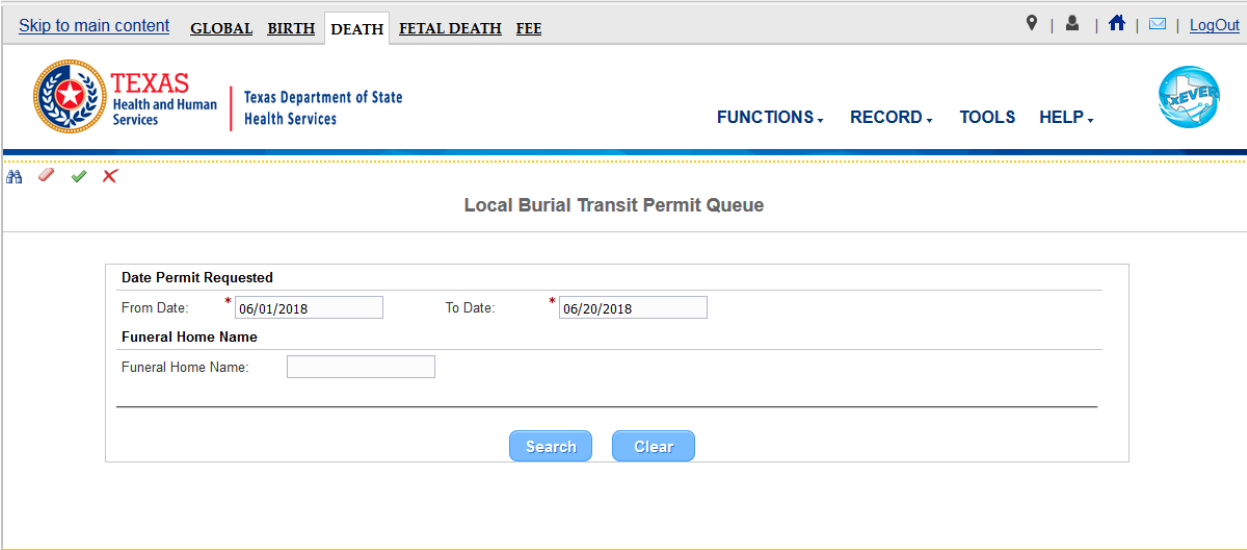 Skip to main content GLOBAL BIRTH DEATH FETAL DEATH FEE | | | | LogOut
TEXAS
Health and Human
Services
Texas Department of State
Health Services
FUNCTIONS RECORD TOOLS HELP
TxEVER
Local Burial Transit Permit Queue
Date Permit Requested
From Date: * 06/01/2018 To Date: * 06/20/2018
Funeral Home Name
Funeral Home Name:
Search Clear